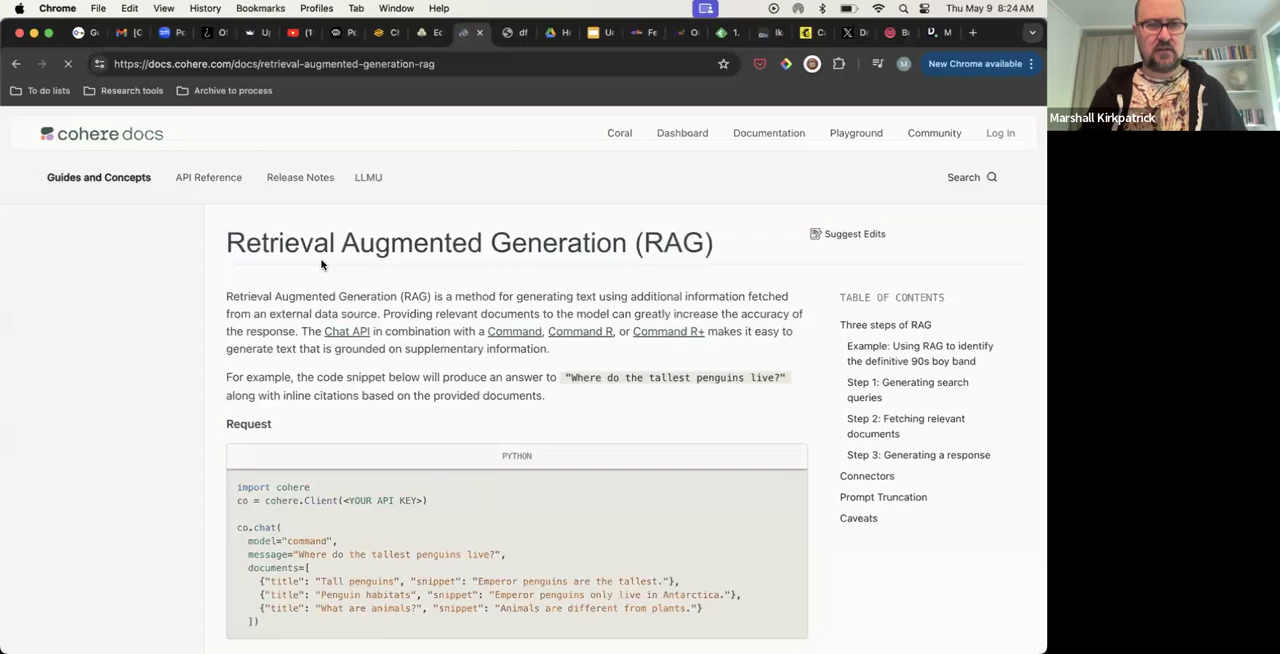 Chrome File Edit View History Bookmarks Profiles Tab Window Help Thu May 9 8:24AM
https://docs.cohere.com/docs/retrieval-augmented-generation-rag
New Chrome available
To do lists Research tools Archive to process
cohere docs
Coral Dashboard Documentation Playground Community Log In
Guides and Concepts API Reference Release Notes LLMU Search
Retrieval Augmented Generation (RAG)
Suggest Edits
Retrieval Augmented Generation (RAG) is a method for generating text using additional information fetched
from an external data source. Providing relevant documents to the model can greatly increase the accuracy of
the response. The Chat API in combination with a Command, Command R, or Command R+ makes it easy to
generate text that is grounded on supplementary information.
For example, the code snippet below will produce an answer to "Where do the tallest penguins live?"
along with inline citations based on the provided documents.
Request
PYTHON
import cohere
co = cohere.Client(<YOUR API KEY>)
co.chat(
model="command",
message="Where do the tallest penguins live?",
documents=[
{"title": "Tall penguins", "snippet": "Emperor penguins are the tallest."},
{"title": "Penguin habitats", "snippet": "Emperor penguins only live in Antarctica."},
{"title": "What are animals?", "snippet": "Animals are different from plants."}
])
TABLE OF CONTENTS
Three steps of RAG
Example: Using RAG to identify
the definitive 90s boy band
Step 1: Generating search
queries
Step 2: Fetching relevant
documents
Step 3: Generating a response
Connectors
Prompt Truncation
Caveats
Marshall Kirkpatrick